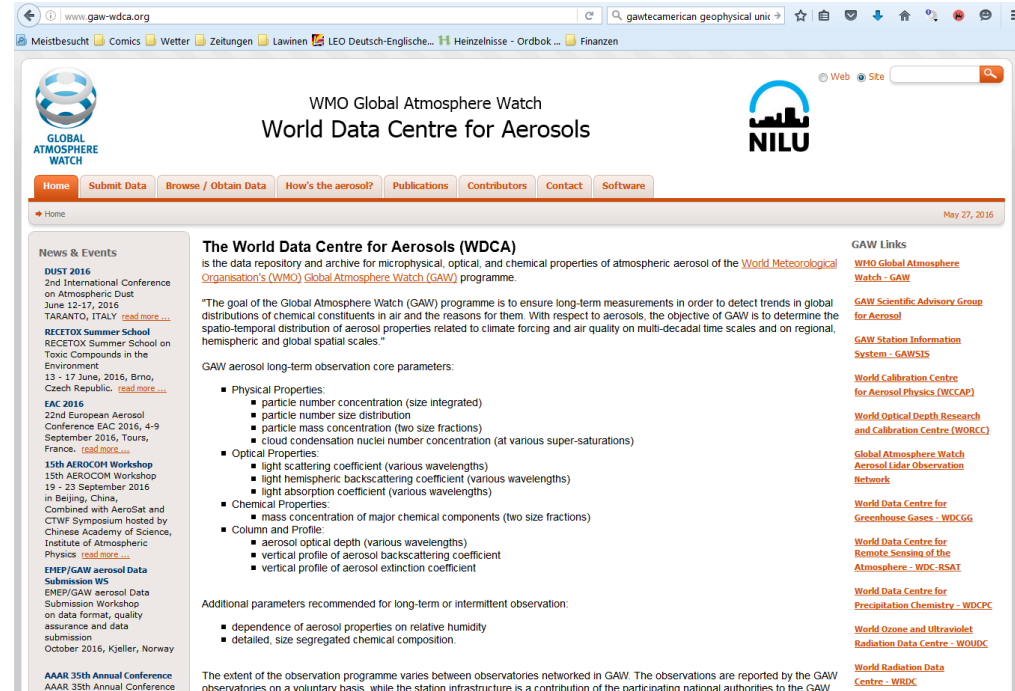 www.gaw-wdca.org
gawtecamerican geophysical unic
Meistbesucht Comics Wetter Zeitungen Lawinen LEO Deutsch-Englische... Heinzelnisse - Ordbok ... Finanzen
GLOBAL
ATMOSPHERE
WATCH
WMO Global Atmosphere Watch
World Data Centre for Aerosols
NILU
Web Site
Home Submit Data Browse / Obtain Data How's the aerosol? Publications Contributors Contact Software
Home May 27, 2016
News & Events
DUST 2016
2nd International Conference
on Atmospheric Dust
June 12-17, 2016
TARANTO, ITALY read more ...
RECETOX Summer School
RECETOX Summer School on
Toxic Compounds in the
Environment
13 - 17 June, 2016, Brno,
Czech Republic. read more ...
EAC 2016
22nd European Aerosol
Conference EAC 2016, 4-9
September 2016, Tours,
France. read more ...
15th AEROCOM Workshop
15th AEROCOM Workshop
19 - 23 September 2016
in Beijing, China,
Combined with AeroSat and
CTWF Symposium hosted by
Chinese Academy of Science,
Institute of Atmospheric
Physics read more ...
EMEP/GAW aerosol Data
Submission WS
EMEP/GAW aerosol Data
Submission Workshop
on data format, quality
assurance and data
submission
October 2016, Kjeller, Norway
AAAR 35th Annual Conference
AAAR 35th Annual Conference
The World Data Centre for Aerosols (WDCA)
is the data repository and archive for microphysical, optical, and chemical properties of atmospheric aerosol of the World Meteorological
Organisation's (WMO) Global Atmosphere Watch (GAW) programme.
"The goal of the Global Atmosphere Watch (GAW) programme is to ensure long-term measurements in order to detect trends in global
distributions of chemical constituents in air and the reasons for them. With respect to aerosols, the objective of GAW is to determine the
spatio-temporal distribution of aerosol properties related to climate forcing and air quality on multi-decadal time scales and on regional,
hemispheric and global spatial scales."
GAW aerosol long-term observation core parameters:
Physical Properties:
particle number concentration (size integrated)
particle number size distribution
particle mass concentration (two size fractions)
cloud condensation nuclei number concentration (at various super-saturations)
Optical Properties:
light scattering coefficient (various wavelengths)
light hemispheric backscattering coefficient (various wavelengths)
light absorption coefficient (various wavelengths)
Chemical Properties:
mass concentration of major chemical components (two size fractions)
Column and Profile:
aerosol optical depth (various wavelengths)
vertical profile of aerosol backscattering coefficient
vertical profile of aerosol extinction coefficient
Additional parameters recommended for long-term or intermittent observation:
dependence of aerosol properties on relative humidity
detailed, size segregated chemical composition.
The extent of the observation programme varies between observatories networked in GAW. The observations are reported by the GAW
observatories on a voluntary basis, while the station infrastructure is a contribution of the participating national authorities to the GAW
GAW Links
WMO Global Atmosphere
Watch - GAW
GAW Scientific Advisory Group
for Aerosol
GAW Station Information
System - GAWSIS
World Calibration Centre
for Aerosol Physics (WCCAP)
World Optical Depth Research
and Calibration Centre (WORCC)
Global Atmosphere Watch
Aerosol Lidar Observation
Network
World Data Centre for
Greenhouse Gases - WDCGG
World Data Centre for
Remote Sensing of the
Atmosphere - WDC-RSAT
World Data Centre for
Precipitation Chemistry - WDCPC
World Ozone and Ultraviolet
Radiation Data Centre - WOUDC
World Radiation Data
Centre - WRDC